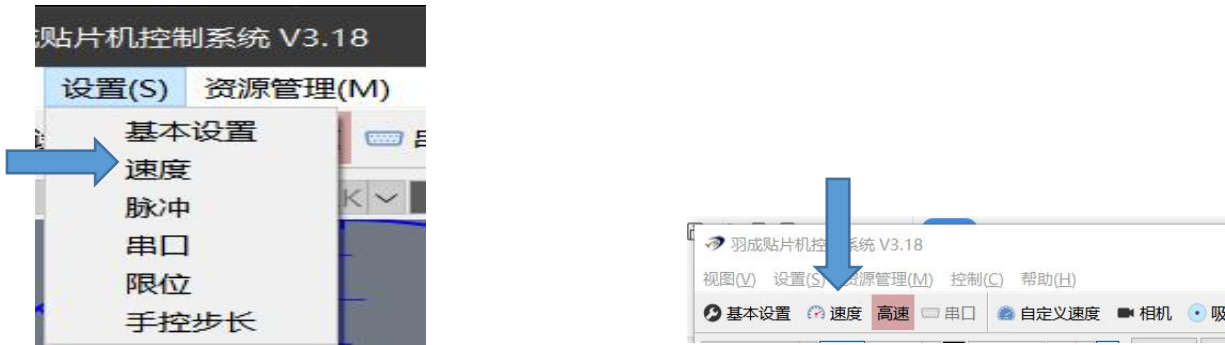 贴片机控制系统 V3.18
设置(S) 资源管理(M)
基本设置
速度
脉冲
串口
限位
手控步长
K
羽成贴片机控 系统 V3.18
视图(V) 设置(S) 资源管理(M) 控制(C) 帮助(H)
基本设置 速度 高速 串口 自定义速度 相机 吸